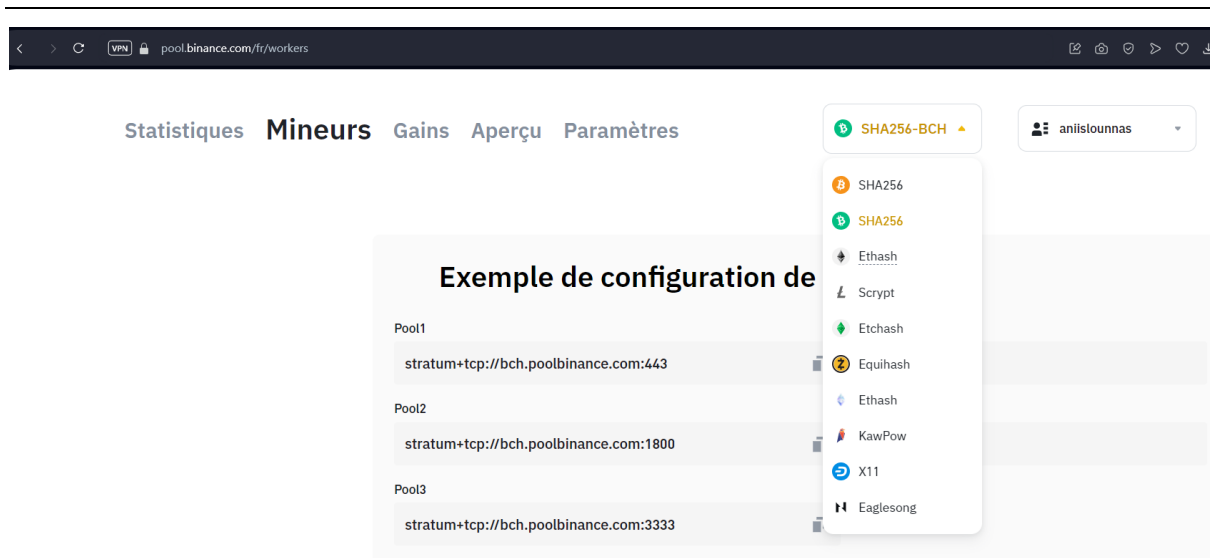 VPN pool.binance.com/fr/workers
Statistiques Mineurs Gains Aperçu Paramètres SHA256-BCH aniislounnas
SHA256
SHA256
Ethash
Scrypt
Etchash
Equihash
Ethash
KawPow
X11
Eaglesong
Exemple de configuration de
Pool1
stratum+tcp://bch.poolbinance.com:443
Pool2
stratum+tcp://bch.poolbinance.com:1800
Pool3
stratum+tcp://bch.poolbinance.com:3333